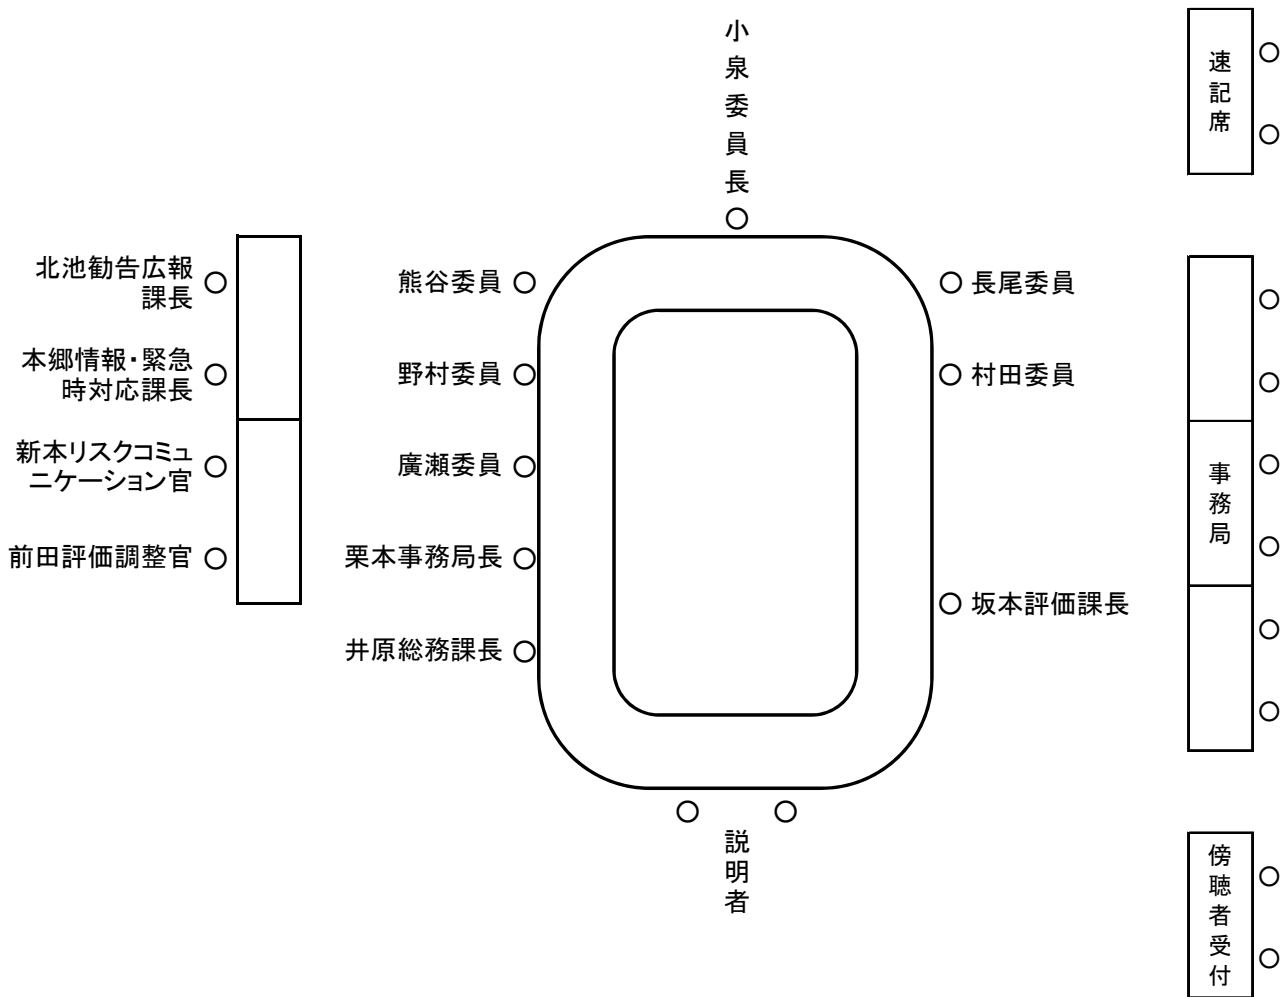 小泉委員長
速記席
北池勧告広報
課長
本郷情報・緊急
時対応課長
新本リスクコミュ
ニケーション官
前田評価調整官
熊谷委員
野村委員
廣瀬委員
栗本事務局長
井原総務課長
長尾委員
村田委員
坂本評価課長
事務局
説明者
傍聴者受付